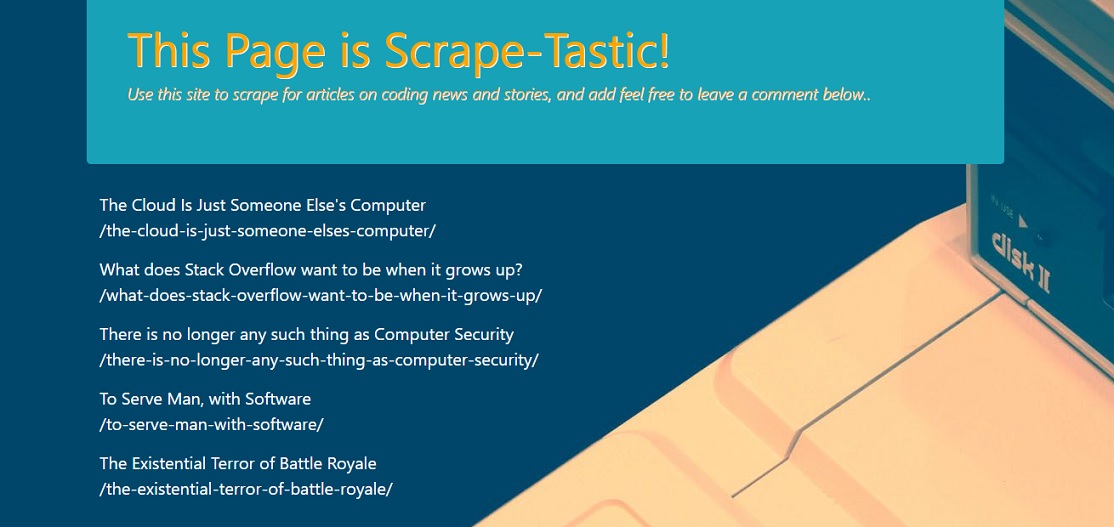 This Page is Scrape-Tastic!
Use this site to scrape for articles on coding news and stories, and add feel free to leave a comment below..
The Cloud Is Just Someone Else's Computer
/the-cloud-is-just-someone-elses-computer/
What does Stack Overflow want to be when it grows up?
/what-does-stack-overflow-want-to-be-when-it-grows-up/
There is no longer any such thing as Computer Security
/there-is-no-longer-any-such-thing-as-computer-security/
To Serve Man, with Software
/to-serve-man-with-software/
The Existential Terror of Battle Royale
/the-existential-terror-of-battle-royale/
IN USE
disk II